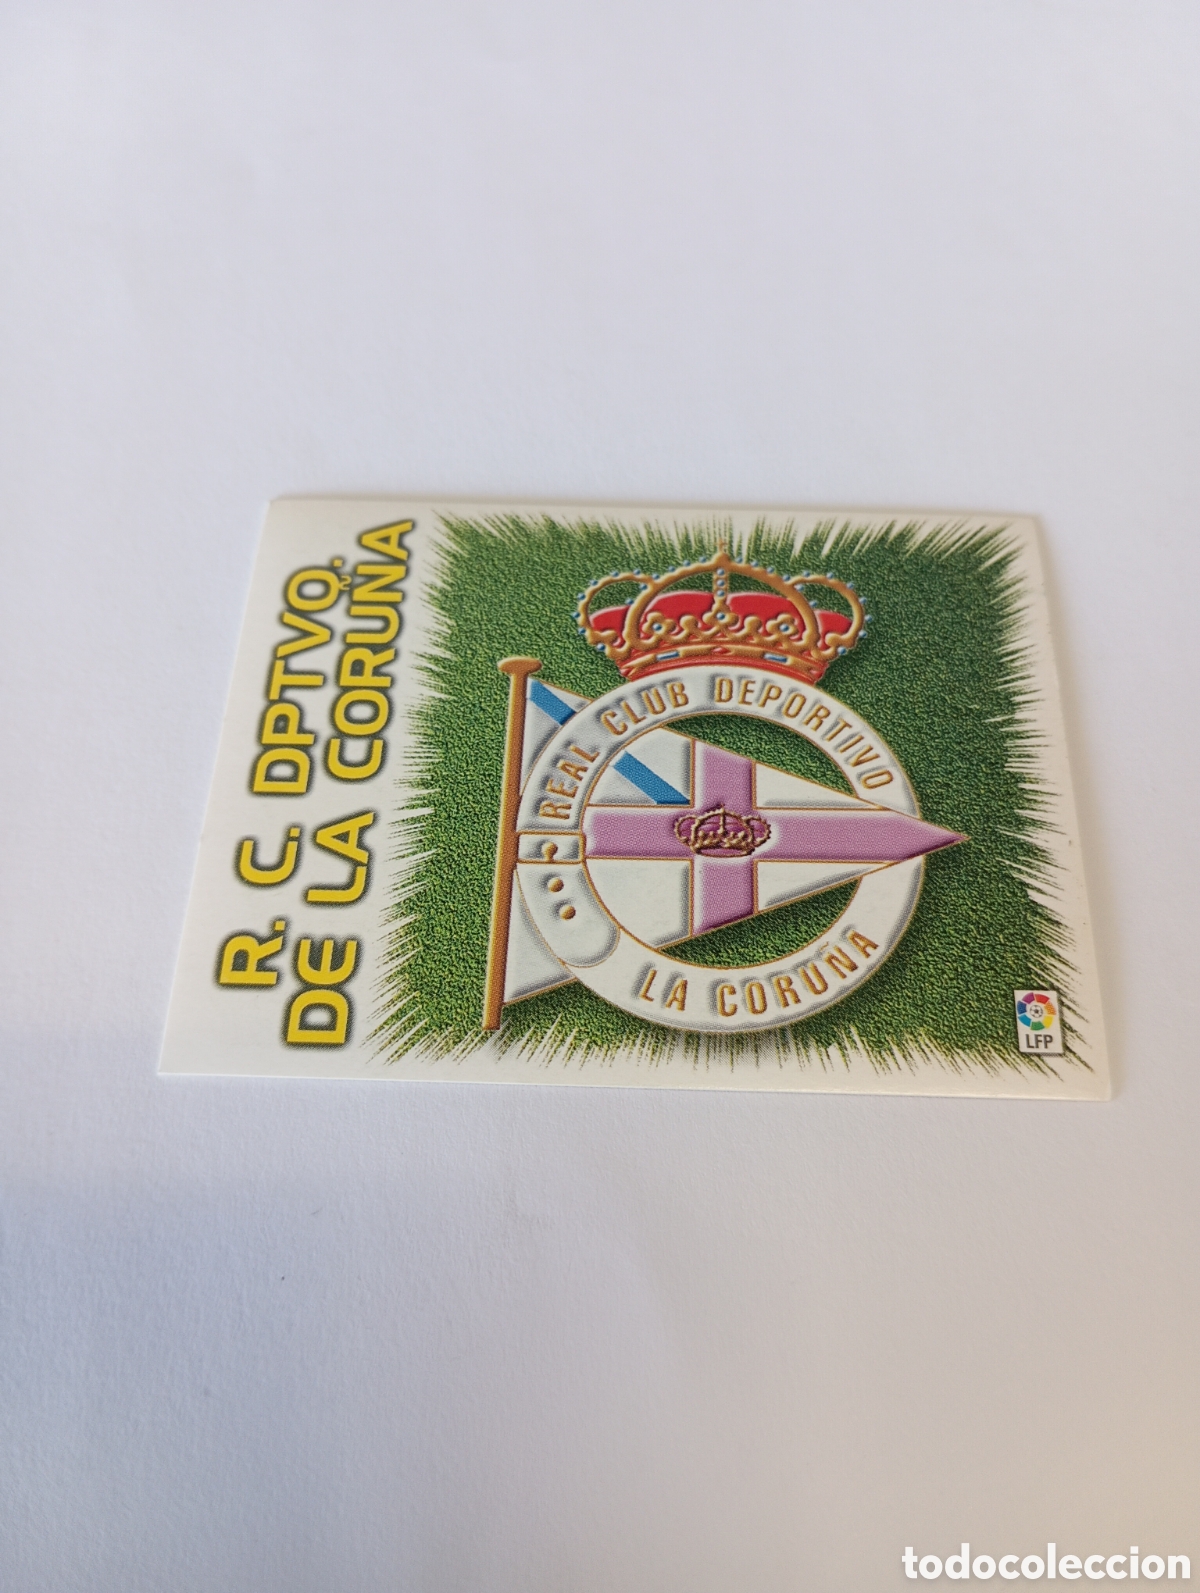 R. C. DPTVO.
DE LA CORUÑA
REAL CLUB DEPORTIVO
LA CORUÑA
LFP
todocoleccion